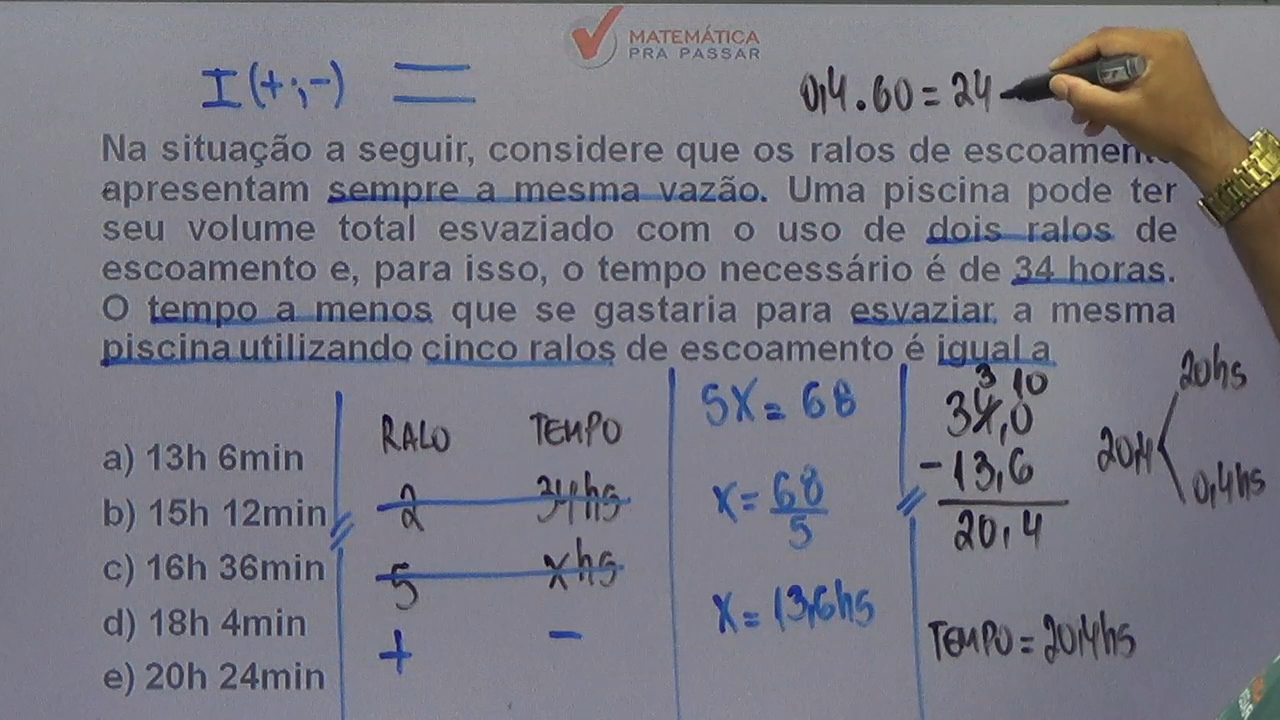 MATEMÁTICA
PRA PASSAR
I (+;-) =
0,4.60=24
Na situação a seguir, considere que os ralos de escoamento
apresentam sempre a mesma vazão. Uma piscina pode ter
seu volume total esvaziado com o uso de dois ralos de
escoamento e, para isso, o tempo necessário é de 34 horas.
O tempo a menos que se gastaria para esvaziar a mesma
piscina utilizando cinco ralos de escoamento é igual a
a) 13h 6min
b) 15h 12min
c) 16h 36min
d) 18h 4min
e) 20h 24min
RALO TEMPO
2 34hs
5 xhs
+ -
5X = 68
X = 68
5
X = 13,6hs
3 10
34,0
-13,6
20,4
TEMPO = 20,4hs
20hs
20,4
0,4hs